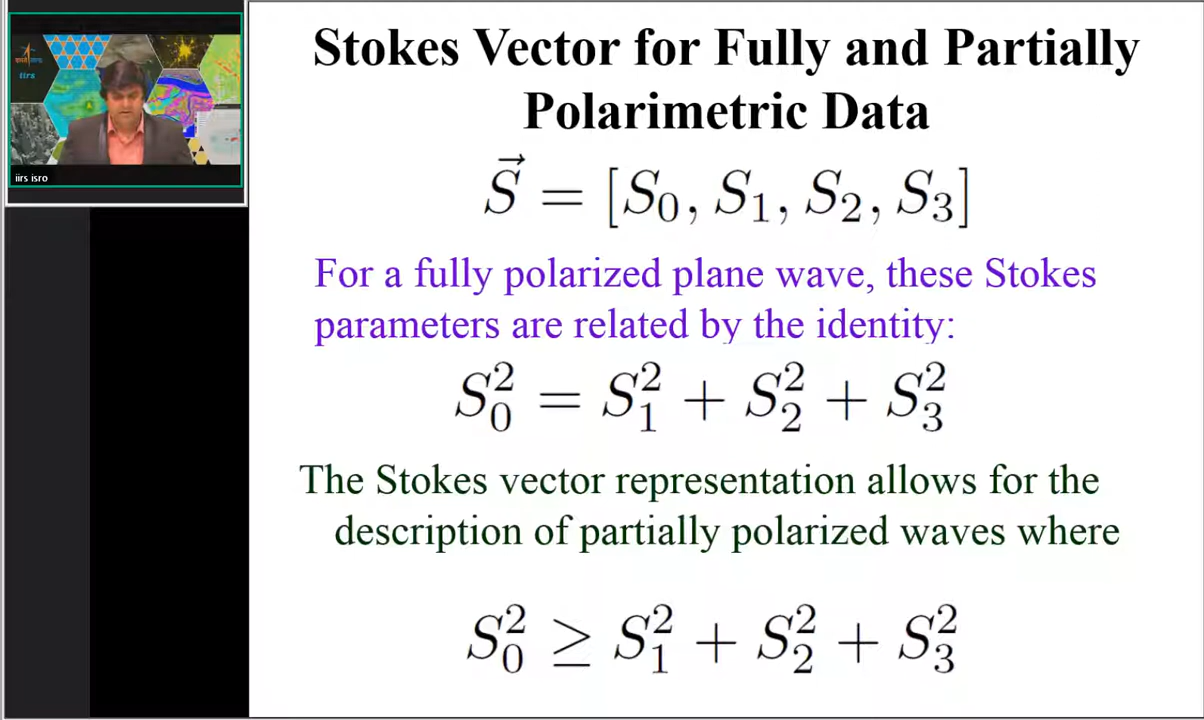 Stokes Vector for Fully and Partially
Polarimetric Data
iirs
iirs isro
S⃗ = [S₀, S₁, S₂, S₃]
For a fully polarized plane wave, these Stokes
parameters are related by the identity:
S₀² = S₁² + S₂² + S₃²
The Stokes vector representation allows for the
description of partially polarized waves where
S₀² ≥ S₁² + S₂² + S₃²